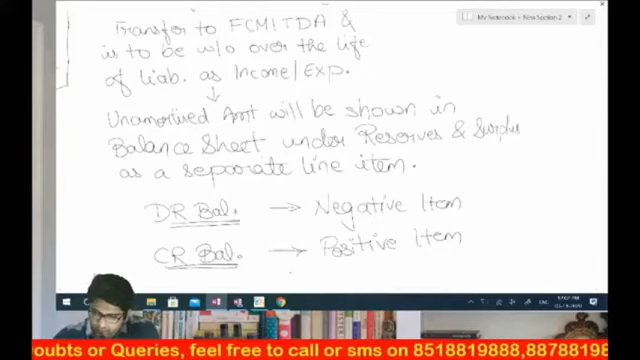 My Notebook • New Section-2
Transfer to FCMITDA &
is to be w/o over the life
of liab. as Income/Exp.
↓
Unamortised Amt will be shown in
Balance Sheet under Reserves & Surplus
as a separate line item.
DR Bal. → Negative Item
CR Bal. → Positive item
ENG
oubts or Queries, feel free to call or sms on 8518819888,88788198